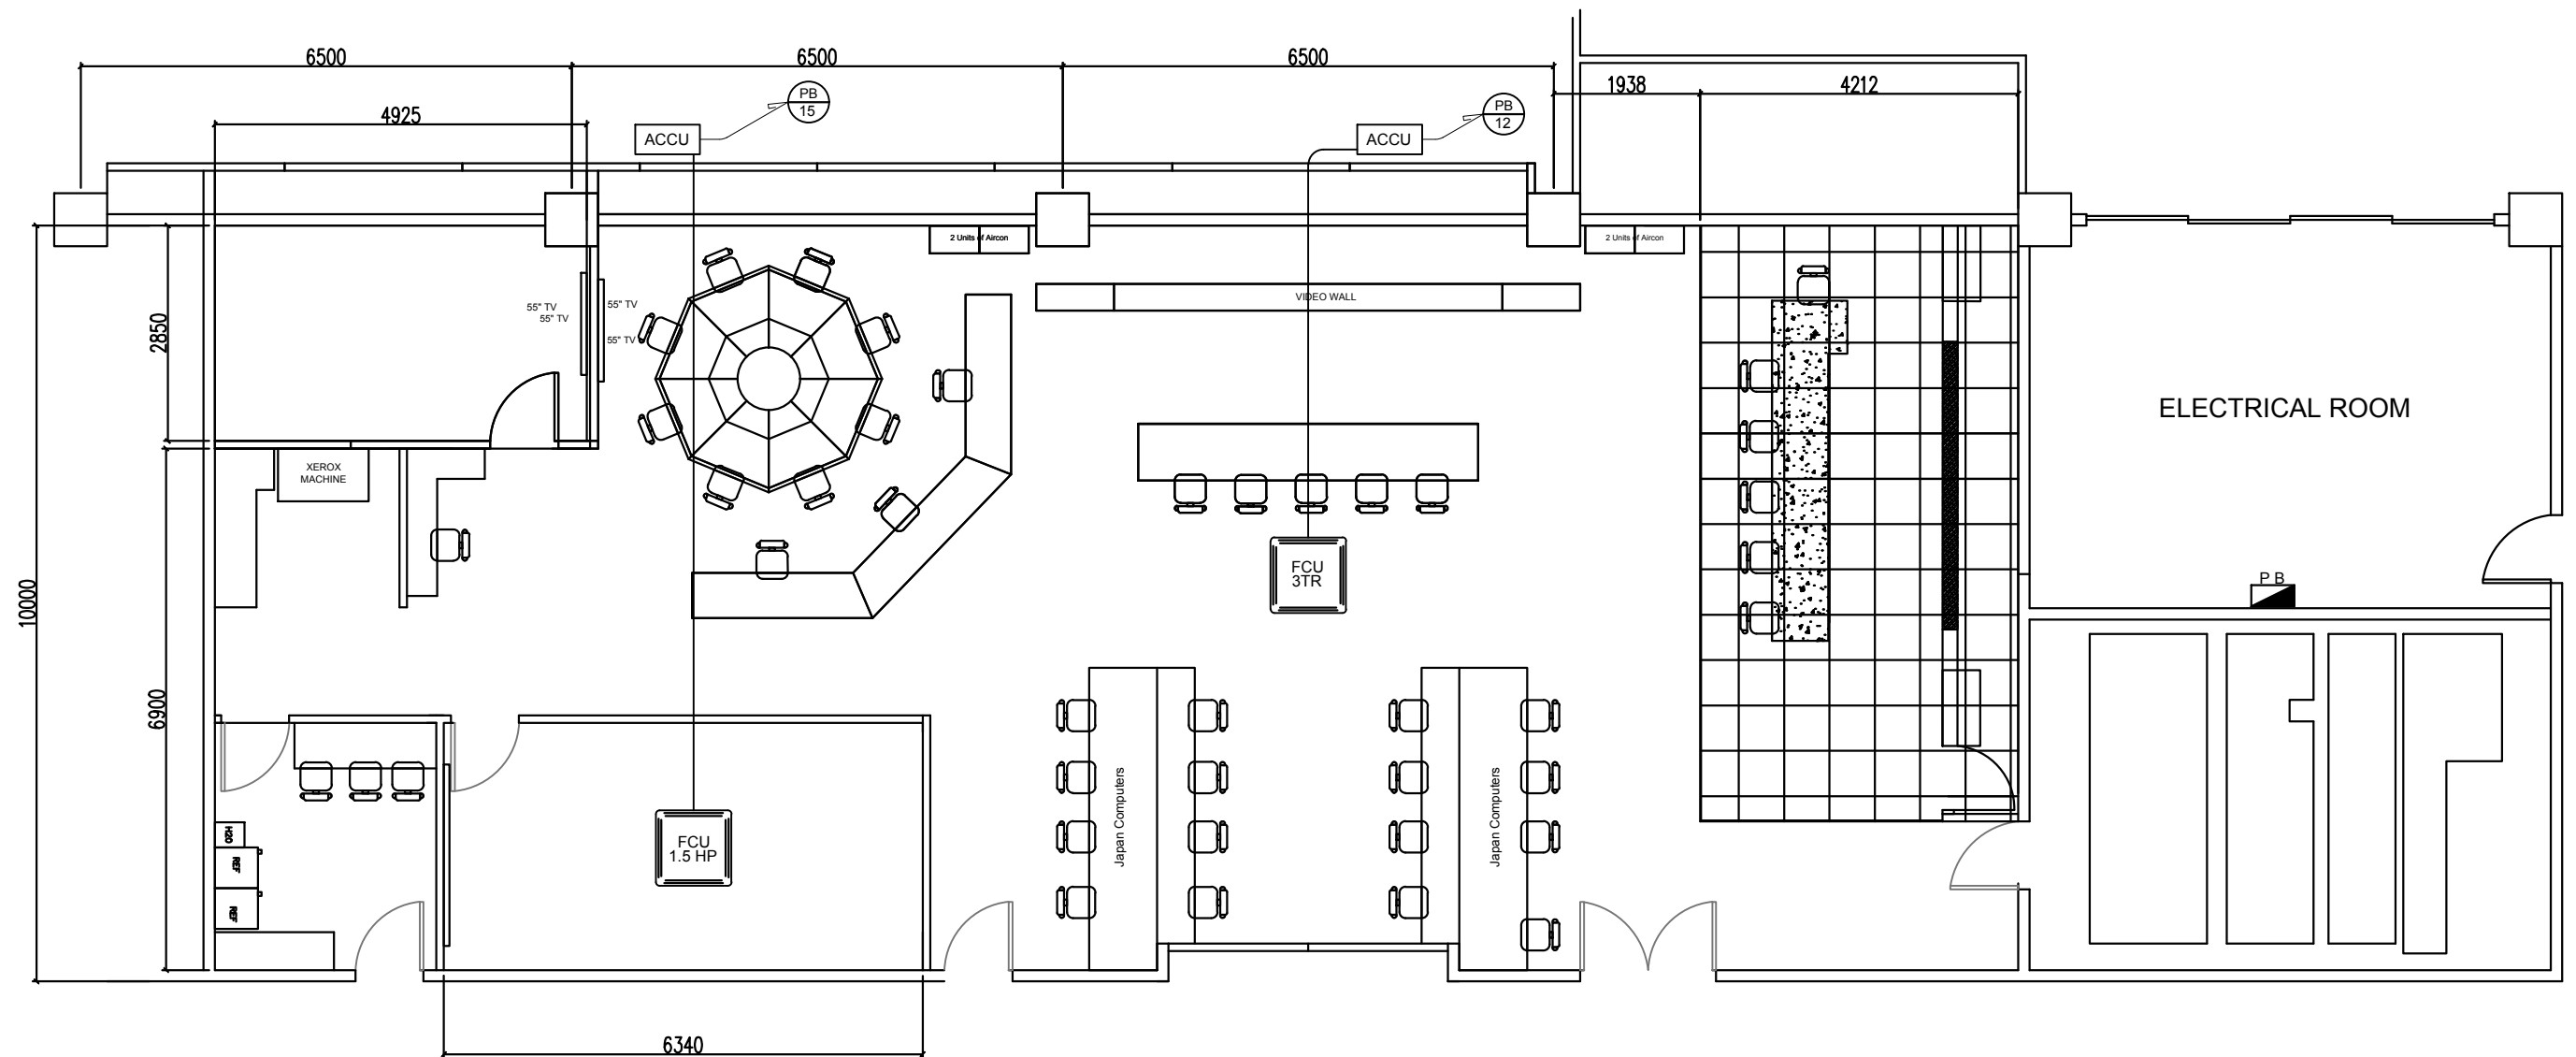 6500
6500
6500
1938
4212
4925
PB
15
PB
12
ACCU
ACCU
2 Units of Aircon
2 Units of Aircon
VIDEO WALL
55" TV
55" TV
55" TV
55" TV
2850
ELECTRICAL ROOM
XEROX
MACHINE
FCU
3TR
P B
10000
6900
Japan Computers
Japan Computers
H2O
REF
REF
FCU
1.5 HP
6340